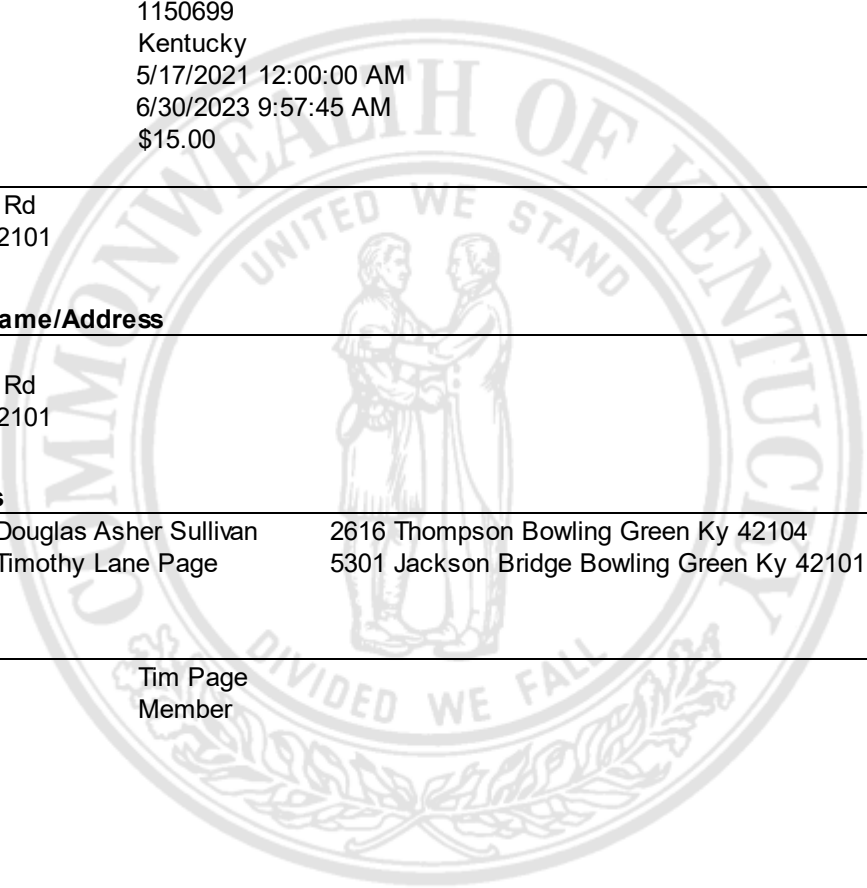 1150699
Kentucky
5/17/2021 12:00:00 AM
6/30/2023 9:57:45 AM
$15.00
Rd
2101
ame/Address
Rd
2101
s
Douglas Asher Sullivan 2616 Thompson Bowling Green Ky 42104
Timothy Lane Page 5301 Jackson Bridge Bowling Green Ky 42101
Tim Page
Member
COMMONWEALTH OF KENTUCKY
UNITED WE STAND
DIVIDED WE FALL